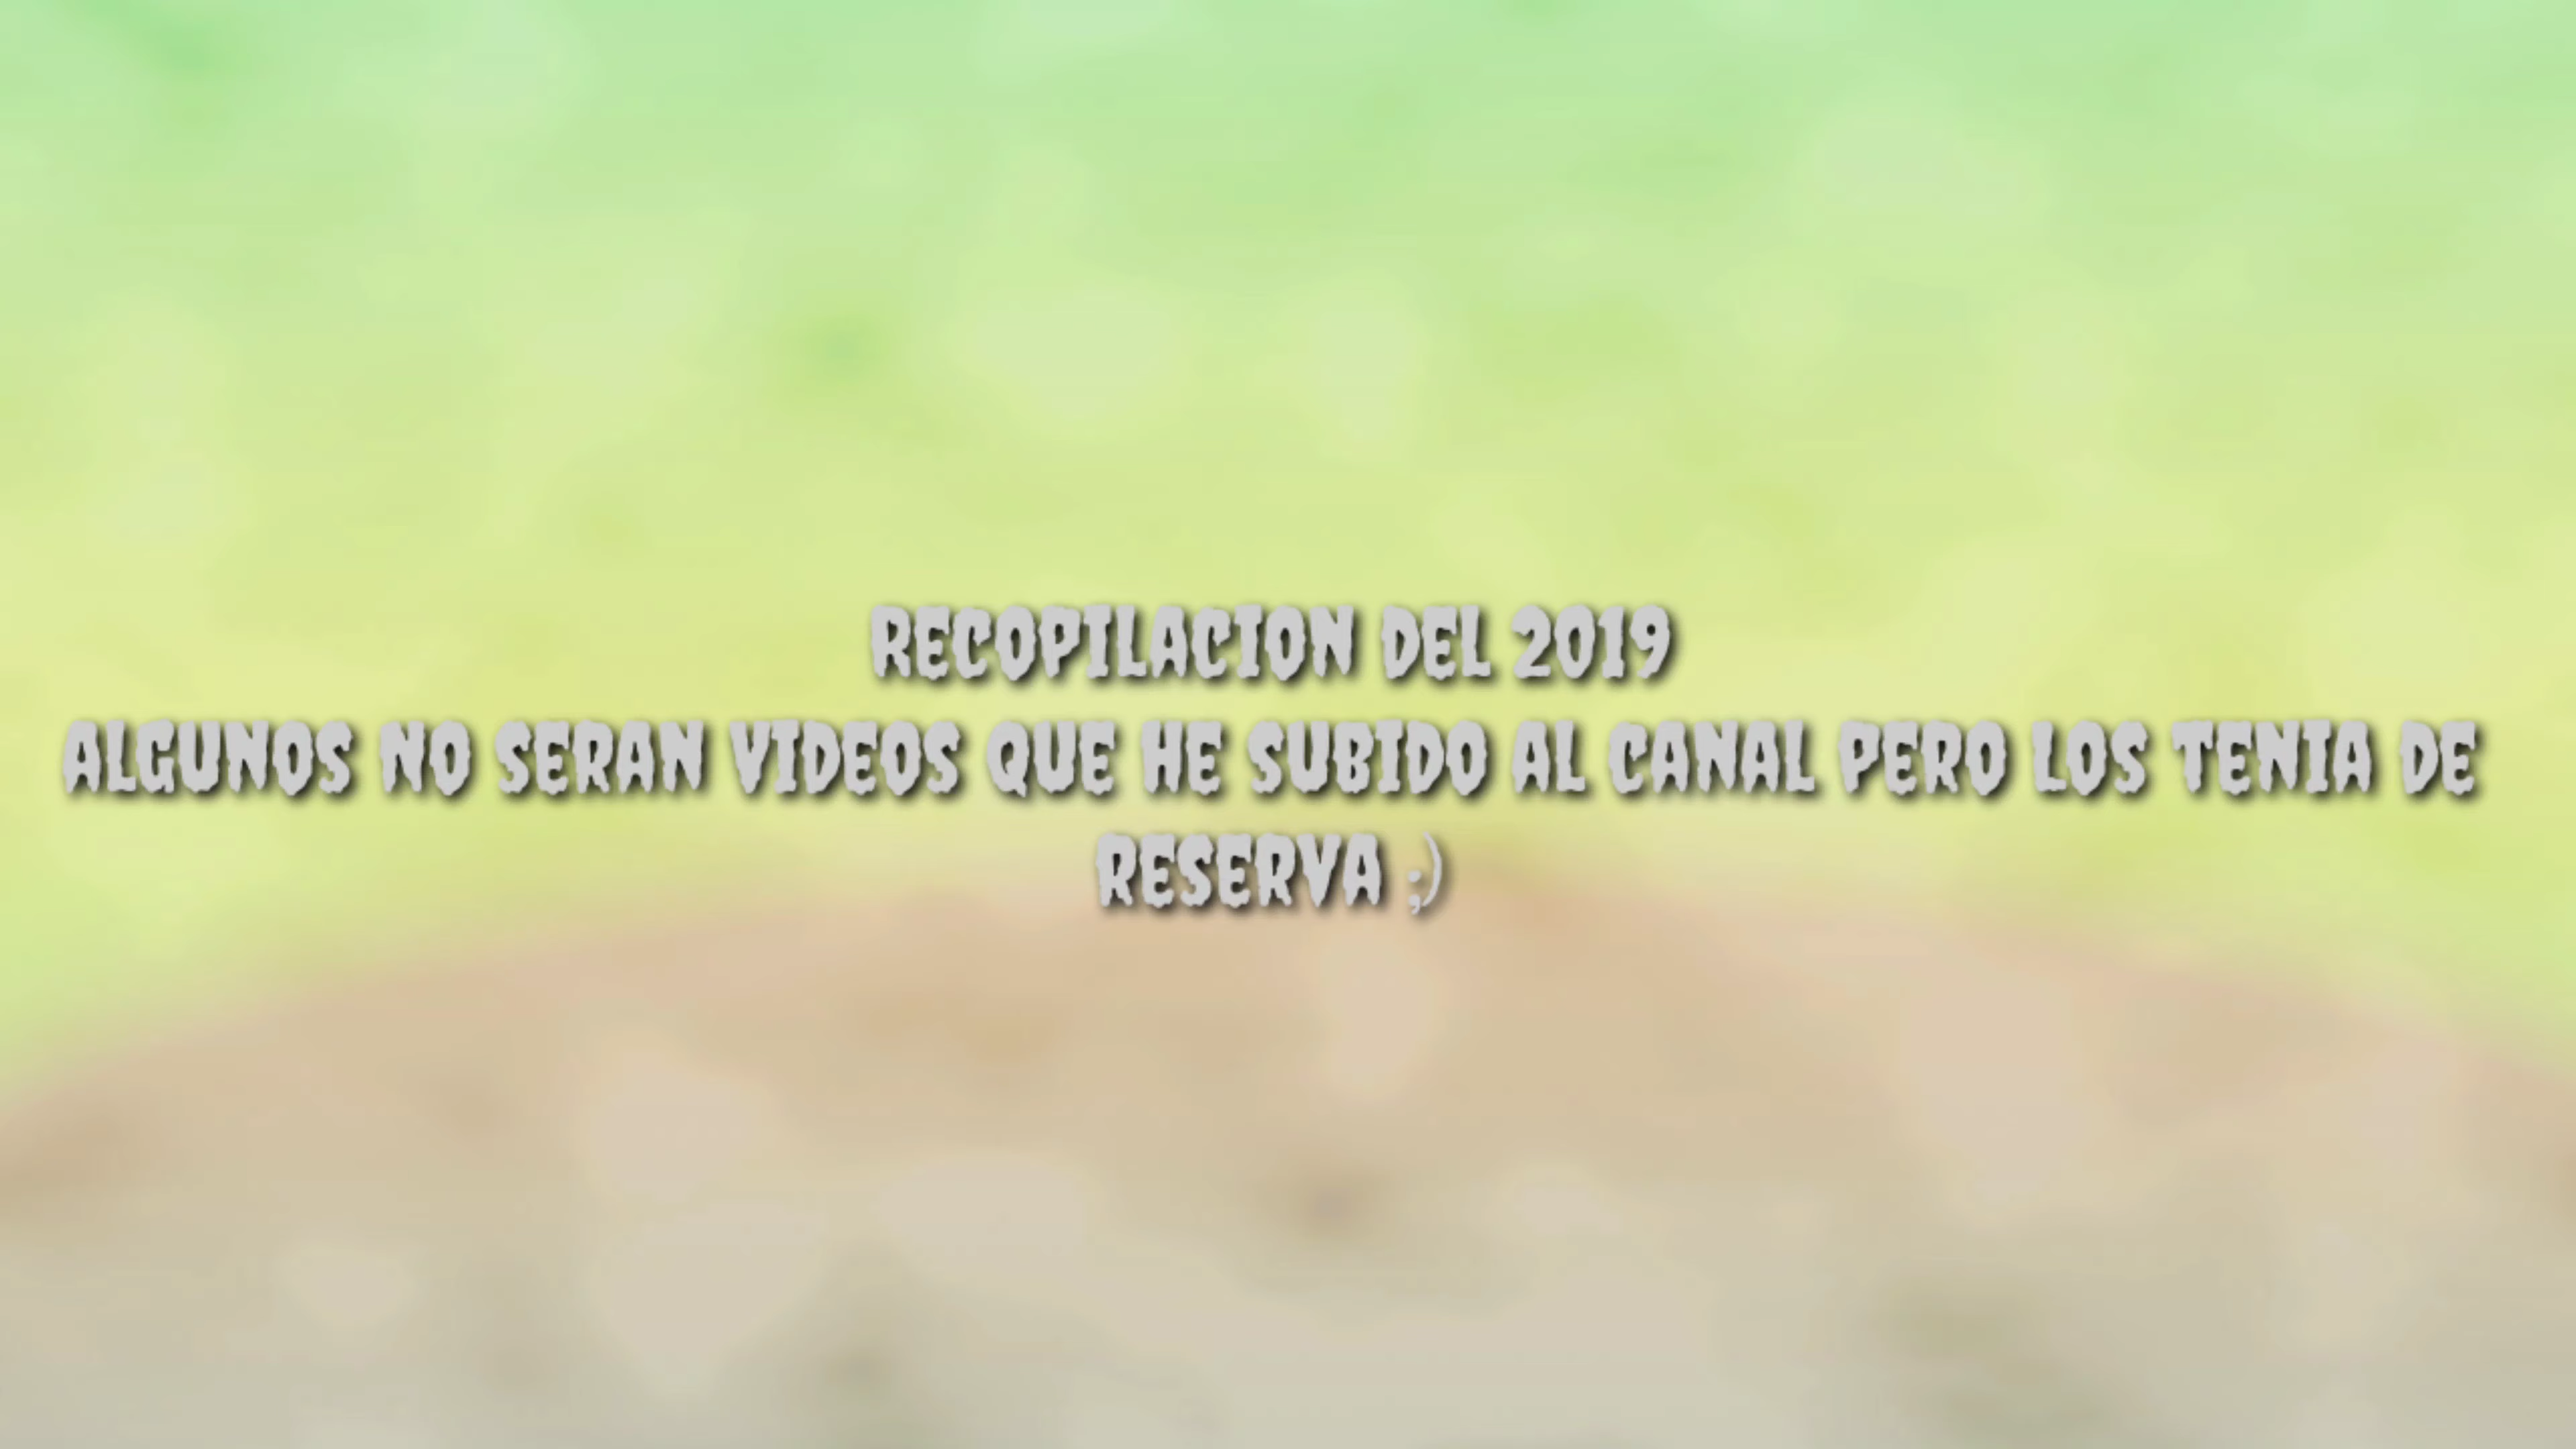 RECOPILACION DEL 2019
ALGUNOS NO SERAN VIDEOS QUE HE SUBIDO AL CANAL PERO LOS TENIA DE
RESERVA ;)